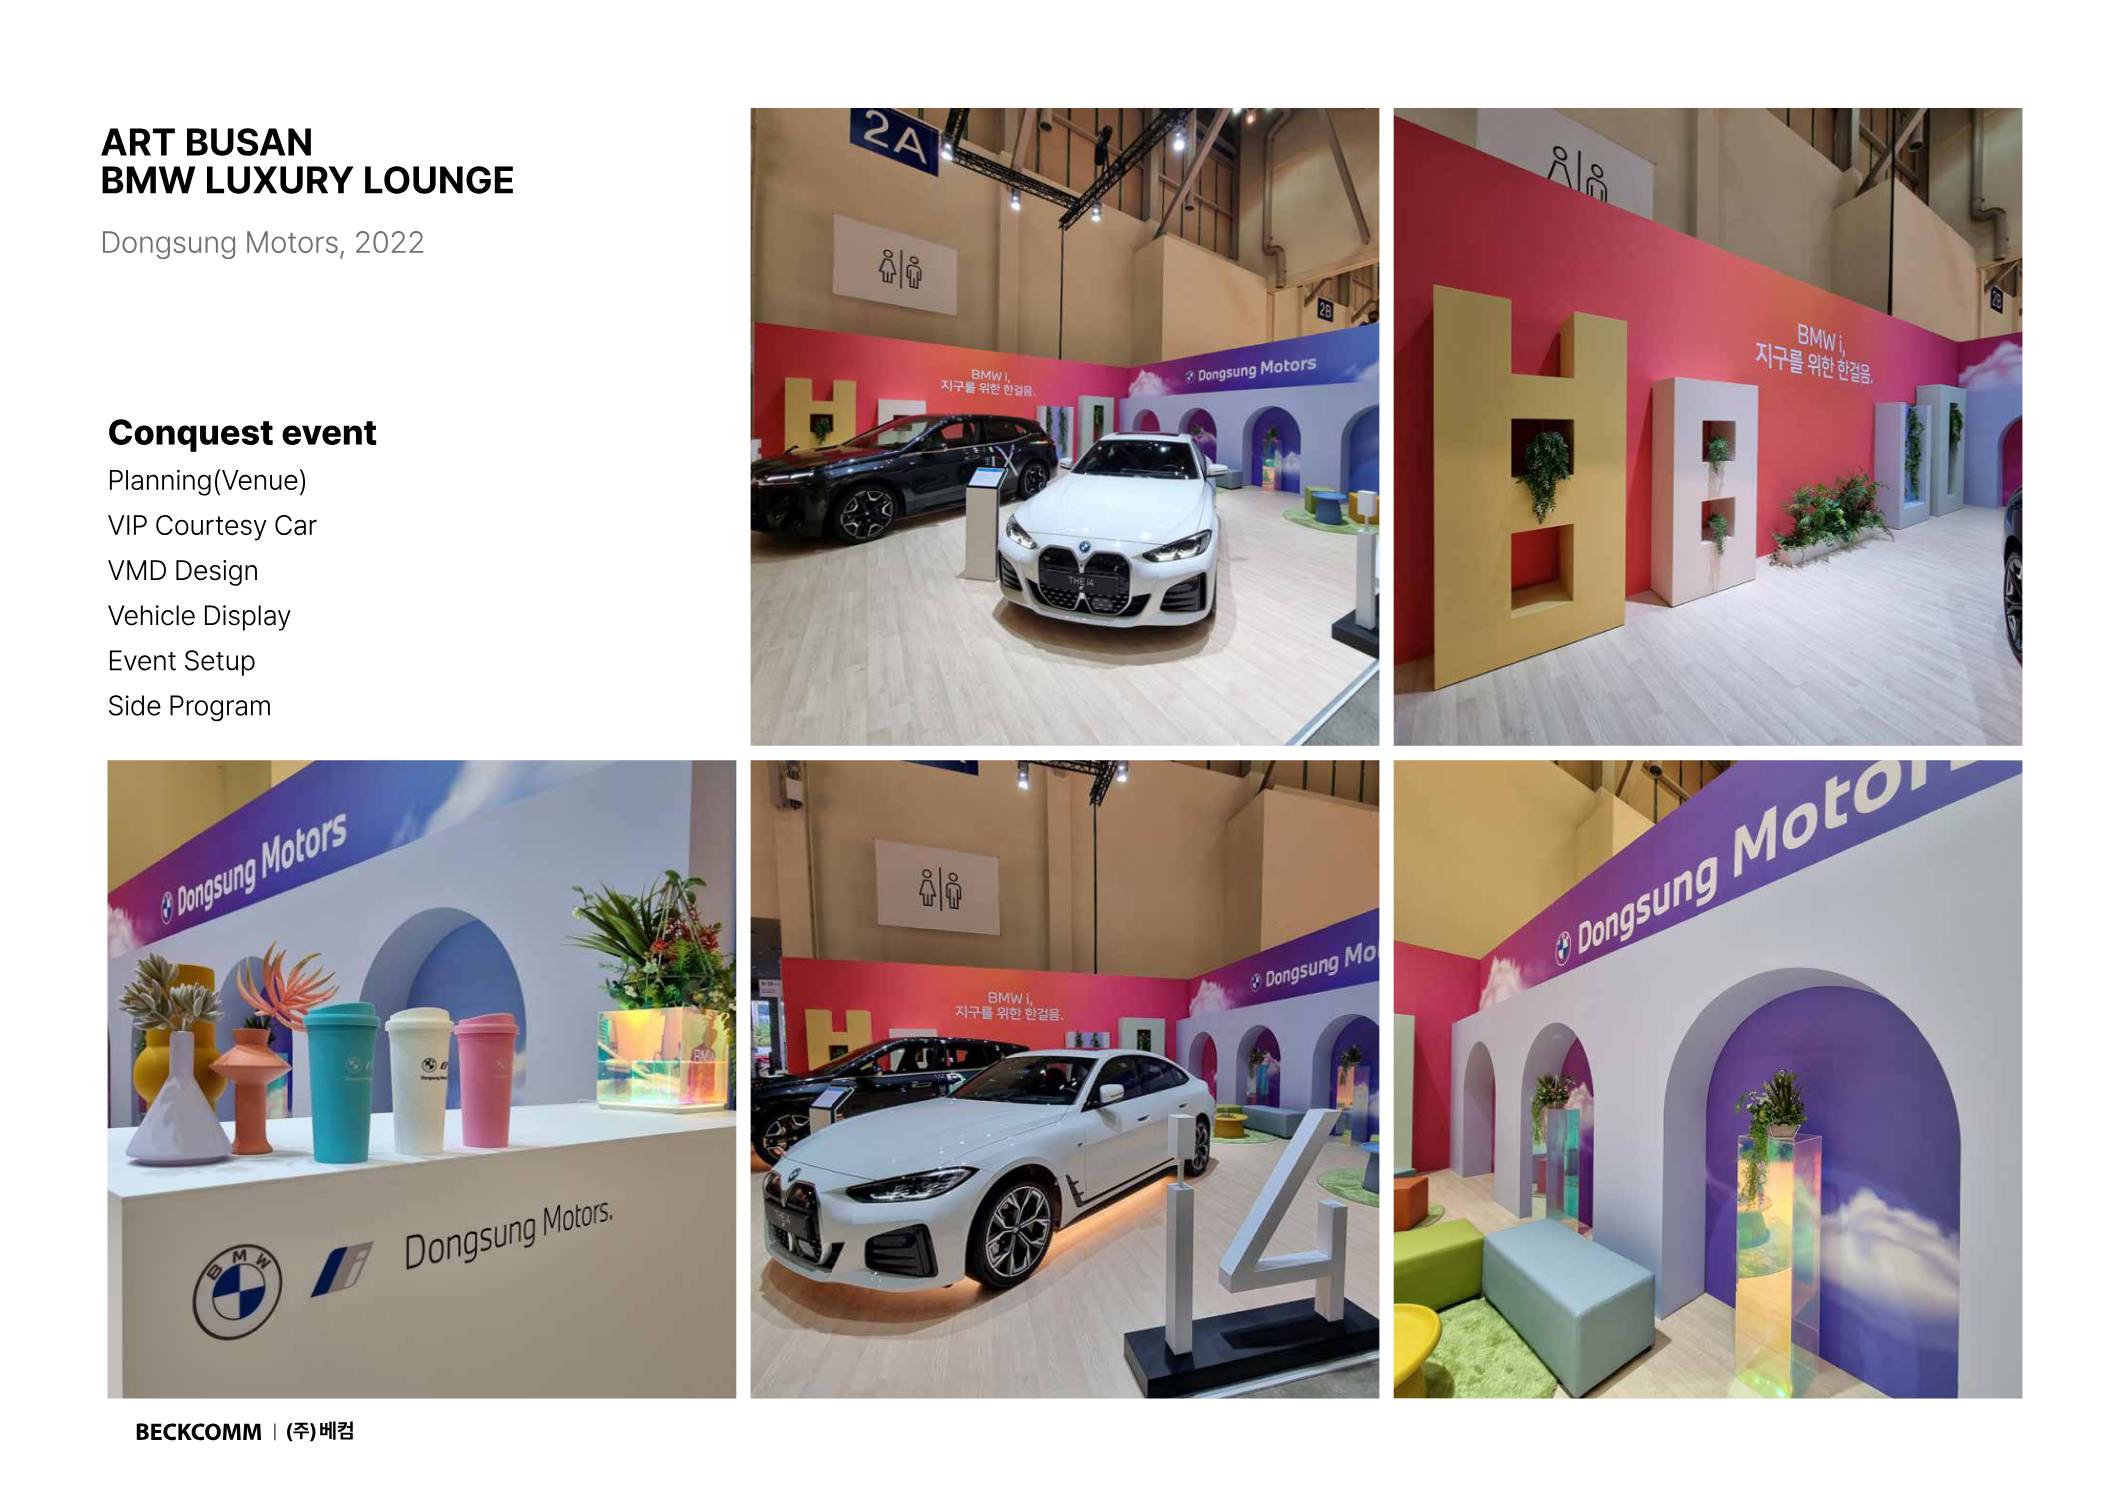 ART BUSAN
BMW LUXURY LOUNGE
Dongsung Motors, 2022
Conquest event
Planning(Venue)
VIP Courtesy Car
VMD Design
Vehicle Display
Event Setup
Side Program
2A
2B
BMW i,
지구를 위한 한걸음.
Dongsung Motors
THE i4
2B
BMW i,
지구를 위한 한걸음.
Dongsung Motors
BMW
Dongsung Motors.
BMW i,
지구를 위한 한걸음.
Dongsung Mo
i4
Dongsung Motors
BECKCOMM | (주)베컴